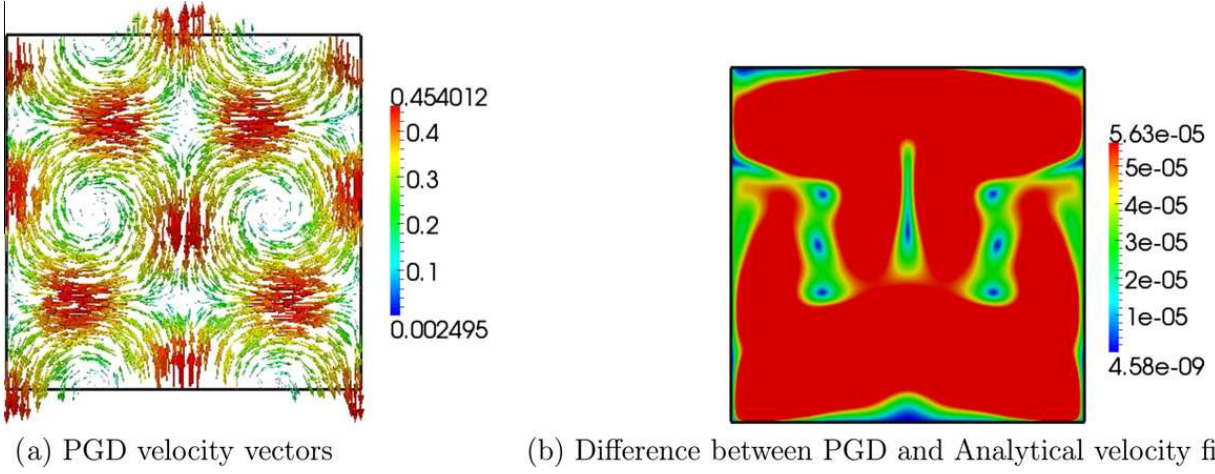 0.454012
0.4
0.3
0.2
0.1
0.002495
(a) PGD velocity vectors
5.63e-05
5e-05
4e-05
3e-05
2e-05
1e-05
4.58e-09
(b) Difference between PGD and Analytical velocity fi